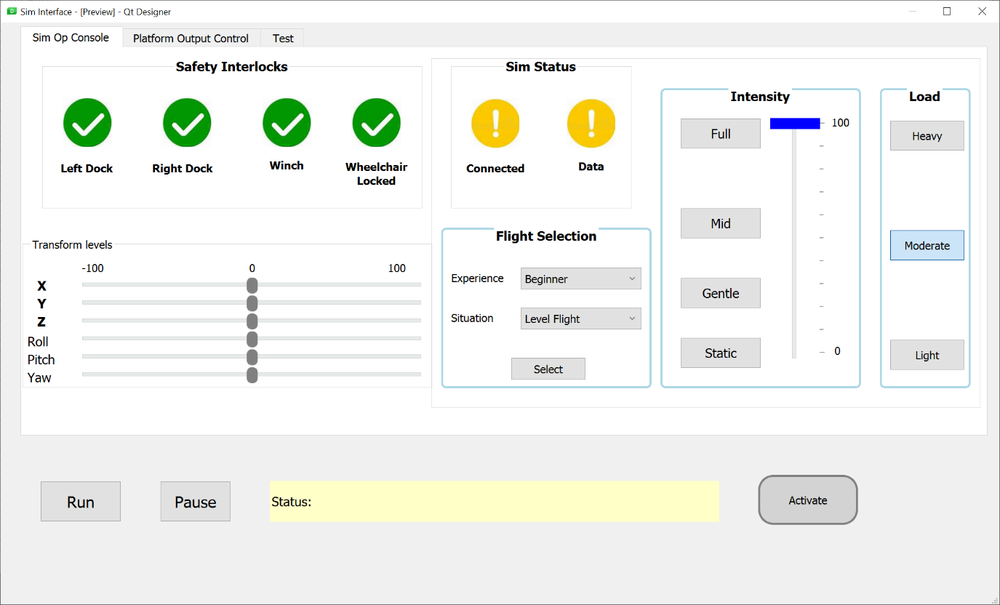 Sim Interface - [Preview] - Qt Designer
Sim Op Console
Platform Output Control
Test
Safety Interlocks
Left Dock
Right Dock
Winch
Wheelchair
Locked
Sim Status
Connected
Data
Intensity
Full
Mid
Gentle
Static
100
0
Load
Heavy
Moderate
Light
Transform levels
-100
0
100
X
Y
Z
Roll
Pitch
Yaw
Flight Selection
Experience
Beginner
Situation
Level Flight
Select
Run
Pause
Status:
Activate